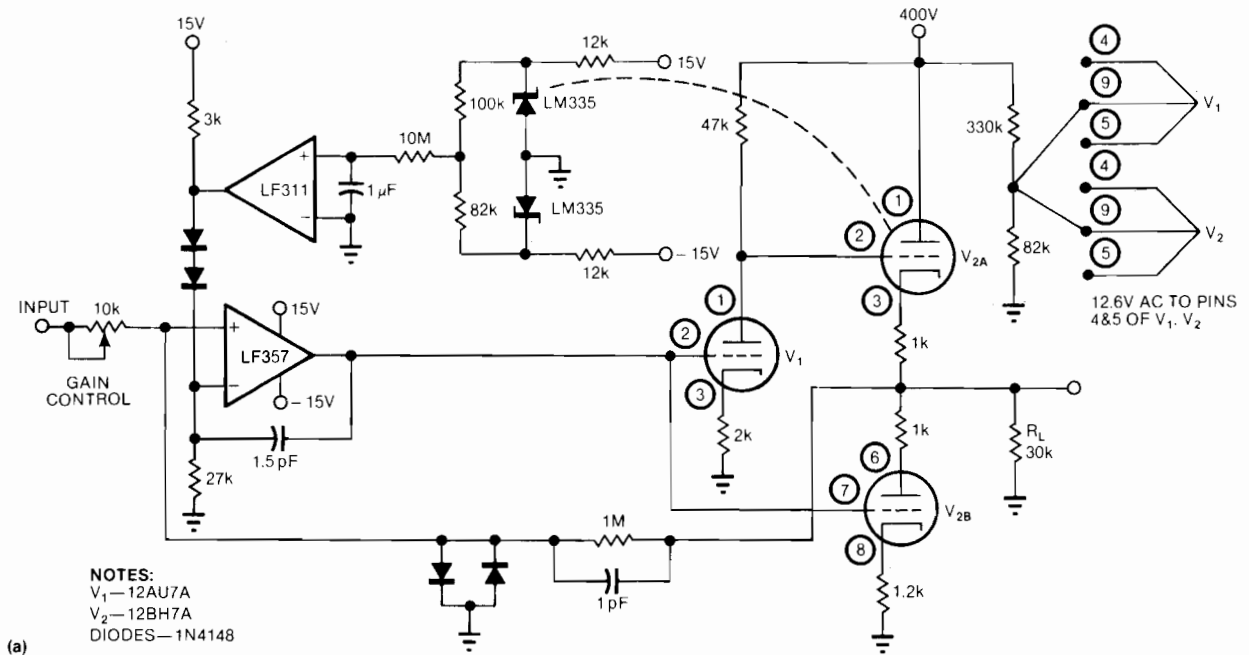 15V
3k
LF311
+
−
1 μF
10M
100k
82k
12k
15V
LM335
LM335
12k
−15V
400V
47k
330k
82k
4
9
5
V1
4
9
5
V2
12.6V AC TO PINS
4&5 OF V1, V2
1
2
V2A
3
1k
INPUT
10k
GAIN
CONTROL
+
15V
LF357
−
−15V
1.5pF
27k
1
2
V1
3
2k
1k
RL
30k
6
7
V2B
8
1.2k
1M
1pF
NOTES:
V1—12AU7A
V2—12BH7A
DIODES—1N4148
(a)